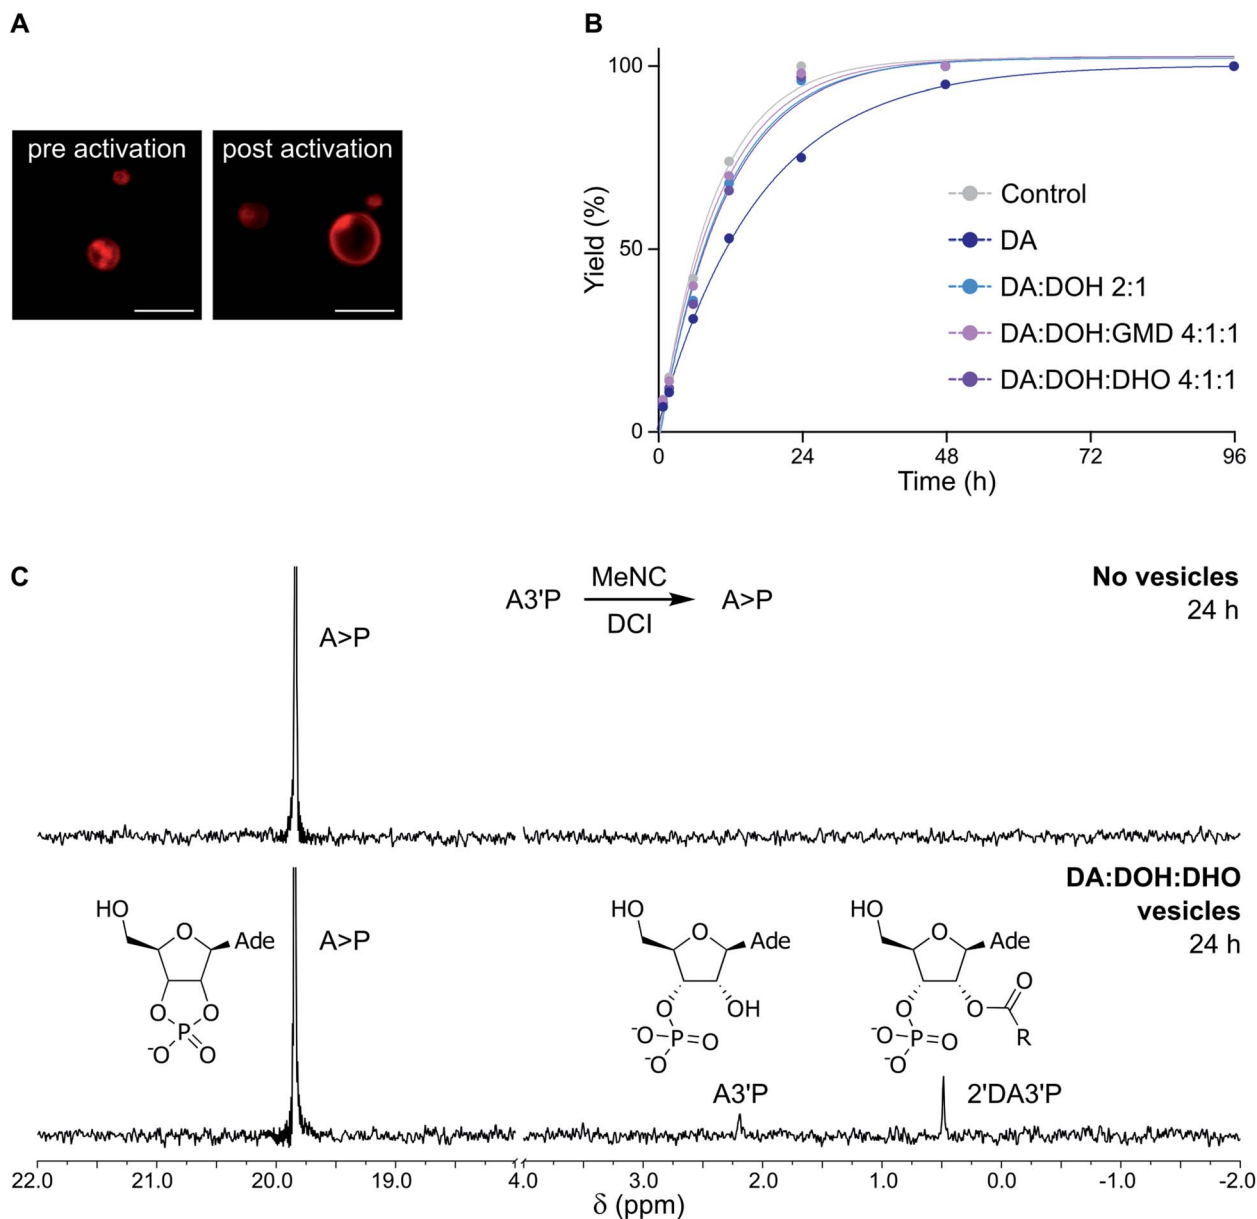 A
pre activation
post activation
B
100
50
0
Yield (%)
0 24 48 72 96
Time (h)
Control
DA
DA:DOH 2:1
DA:DOH:GMD 4:1:1
DA:DOH:DHO 4:1:1
C
A>P
A3'P MeNC A>P
DCI
No vesicles
24 h
DA:DOH:DHO
vesicles
24 h
HO
O
Ade
O
O
P
⁻O
O
A>P
HO
O
Ade
O
OH
⁻O-P=O
⁻O
A3'P
HO
O
Ade
O
O
O
R
⁻O-P=O
⁻O
2'DA3'P
22.0 21.0 20.0 19.0 4.0 3.0 2.0 1.0 0.0 -1.0 -2.0
δ (ppm)